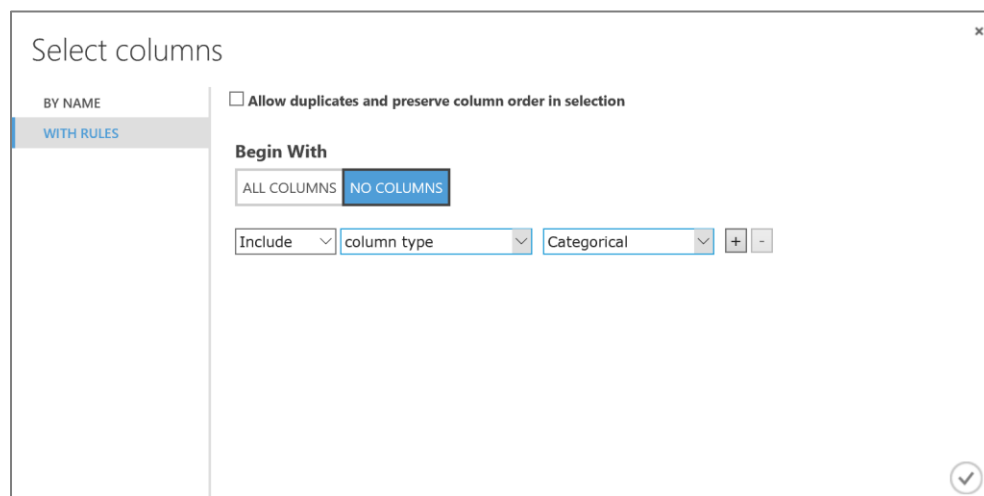 Select columns
BY NAME
WITH RULES
Allow duplicates and preserve column order in selection
Begin With
ALL COLUMNS NO COLUMNS
Include column type Categorical + -